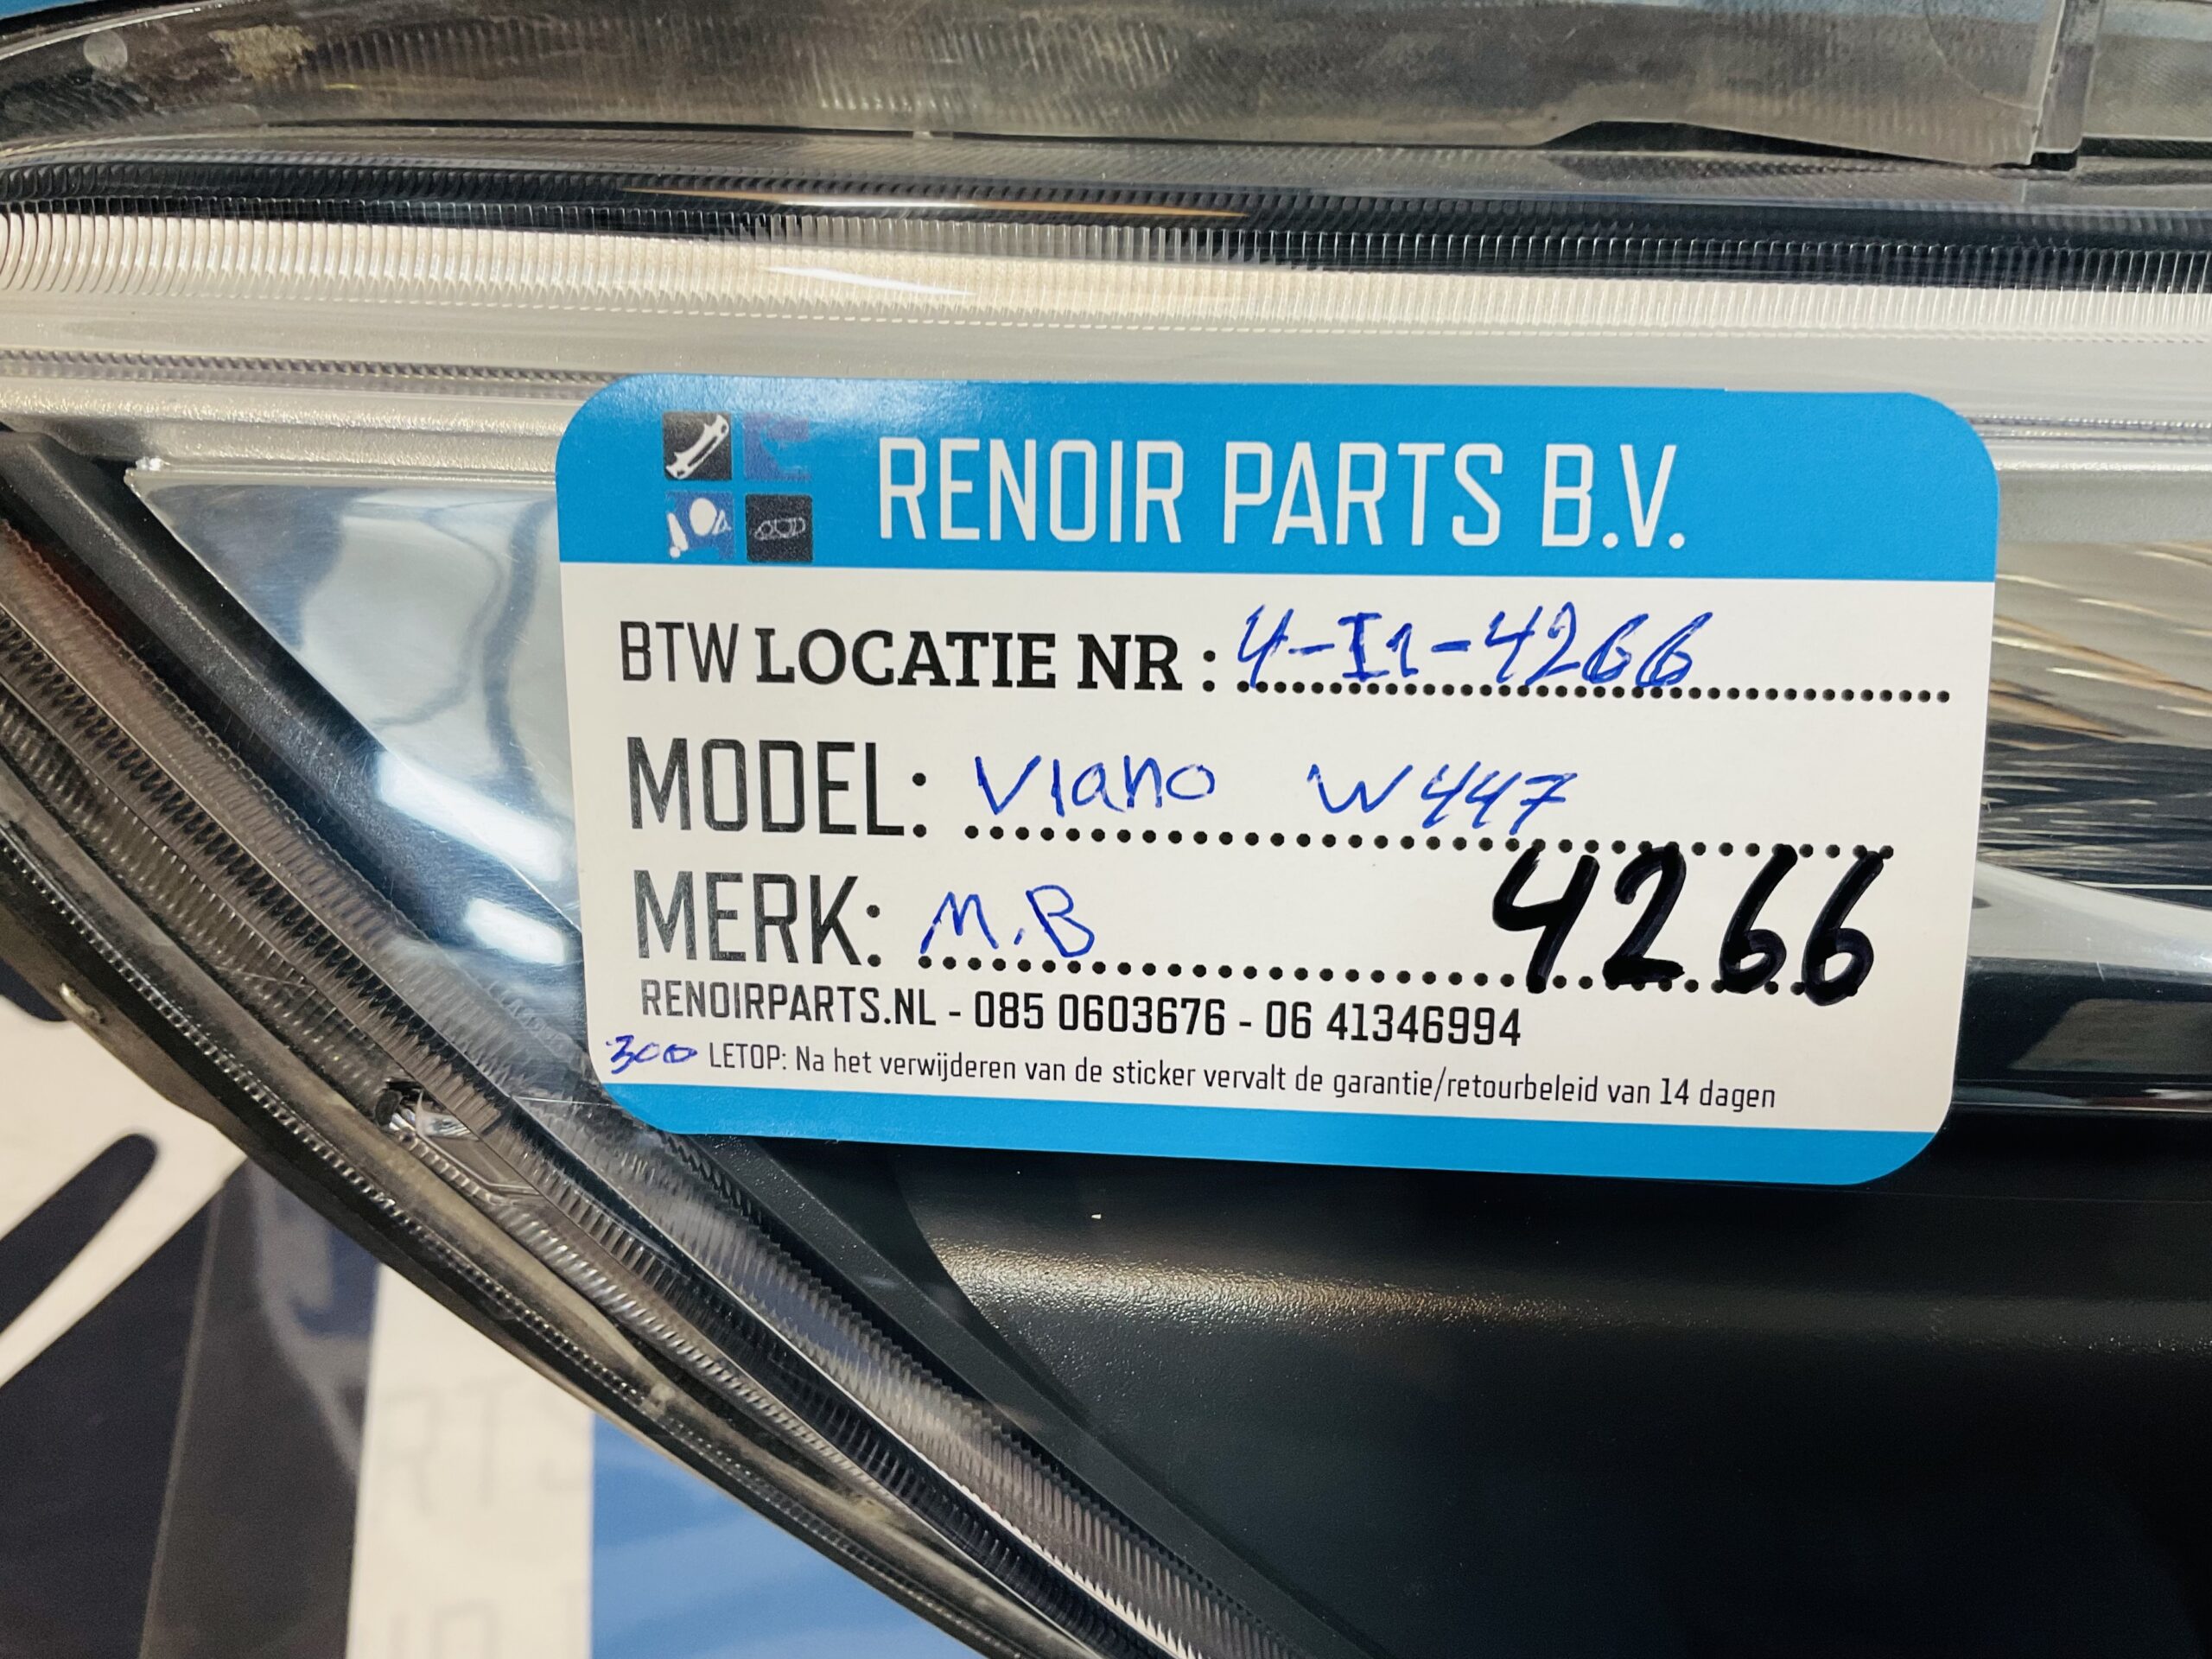 RENOIR PARTS B.V.
BTW LOCATIE NR : 4-I1-4266
MODEL: Viano W447
MERK: M.B 4266
RENOIRPARTS.NL - 085 0603676 - 06 41346994
300 LETOP: Na het verwijderen van de sticker vervalt de garantie/retourbeleid van 14 dagen
RTS